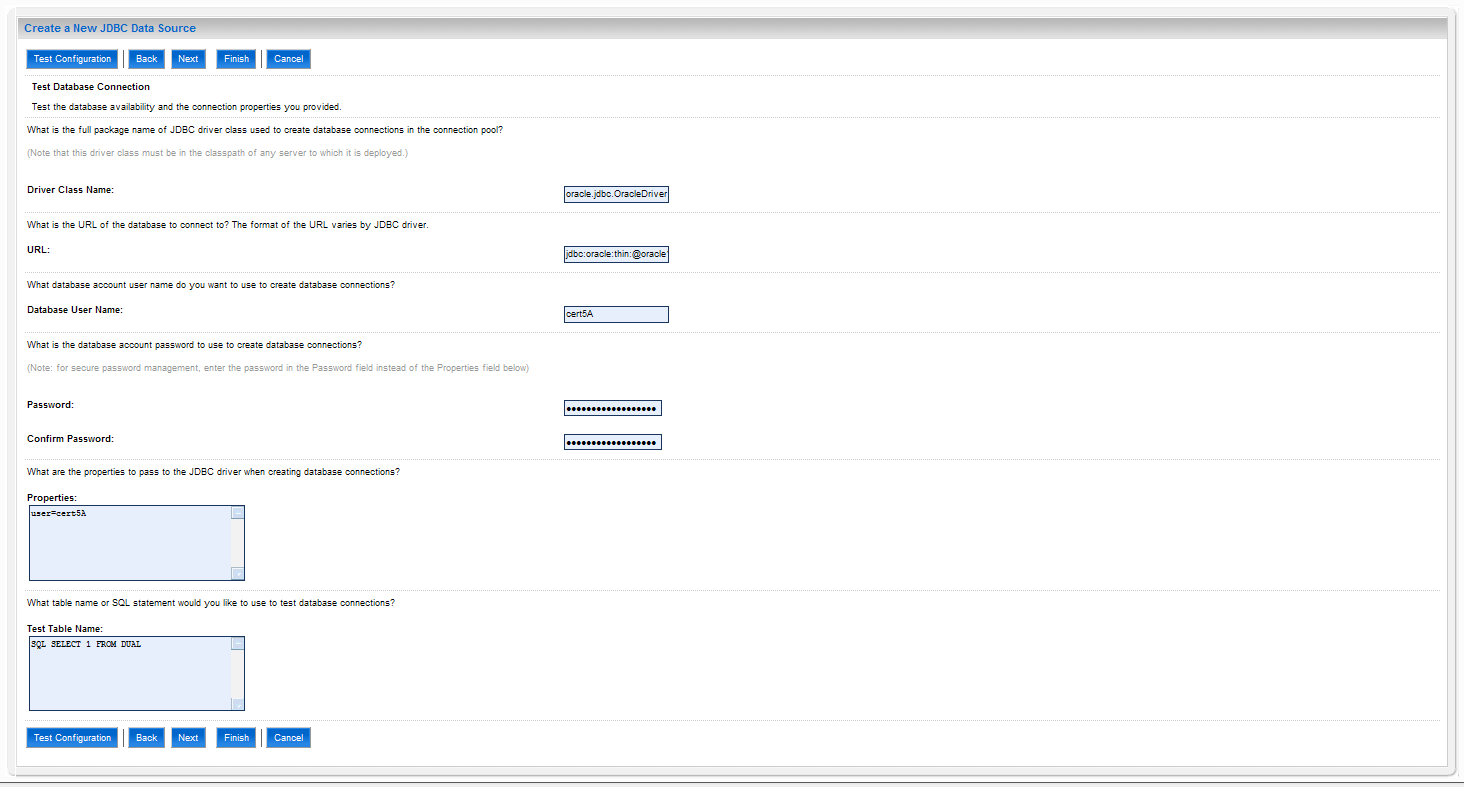 Create a New JDBC Data Source
Test Configuration Back Next Finish Cancel
Test Database Connection
Test the database availability and the connection properties you provided.
What is the full package name of JDBC driver class used to create database connections in the connection pool?
(Note that this driver class must be in the classpath of any server to which it is deployed.)
Driver Class Name: oracle.jdbc.OracleDriver
What is the URL of the database to connect to? The format of the URL varies by JDBC driver.
URL: jdbc:oracle:thin:@oracle
What database account user name do you want to use to create database connections?
Database User Name: cert5A
What is the database account password to use to create database connections?
(Note: for secure password management, enter the password in the Password field instead of the Properties field below)
Password: ••••••••••••••••••
Confirm Password: ••••••••••••••••••
What are the properties to pass to the JDBC driver when creating database connections?
Properties:
user=cert5A
What table name or SQL statement would you like to use to test database connections?
Test Table Name:
SQL SELECT 1 FROM DUAL
Test Configuration Back Next Finish Cancel